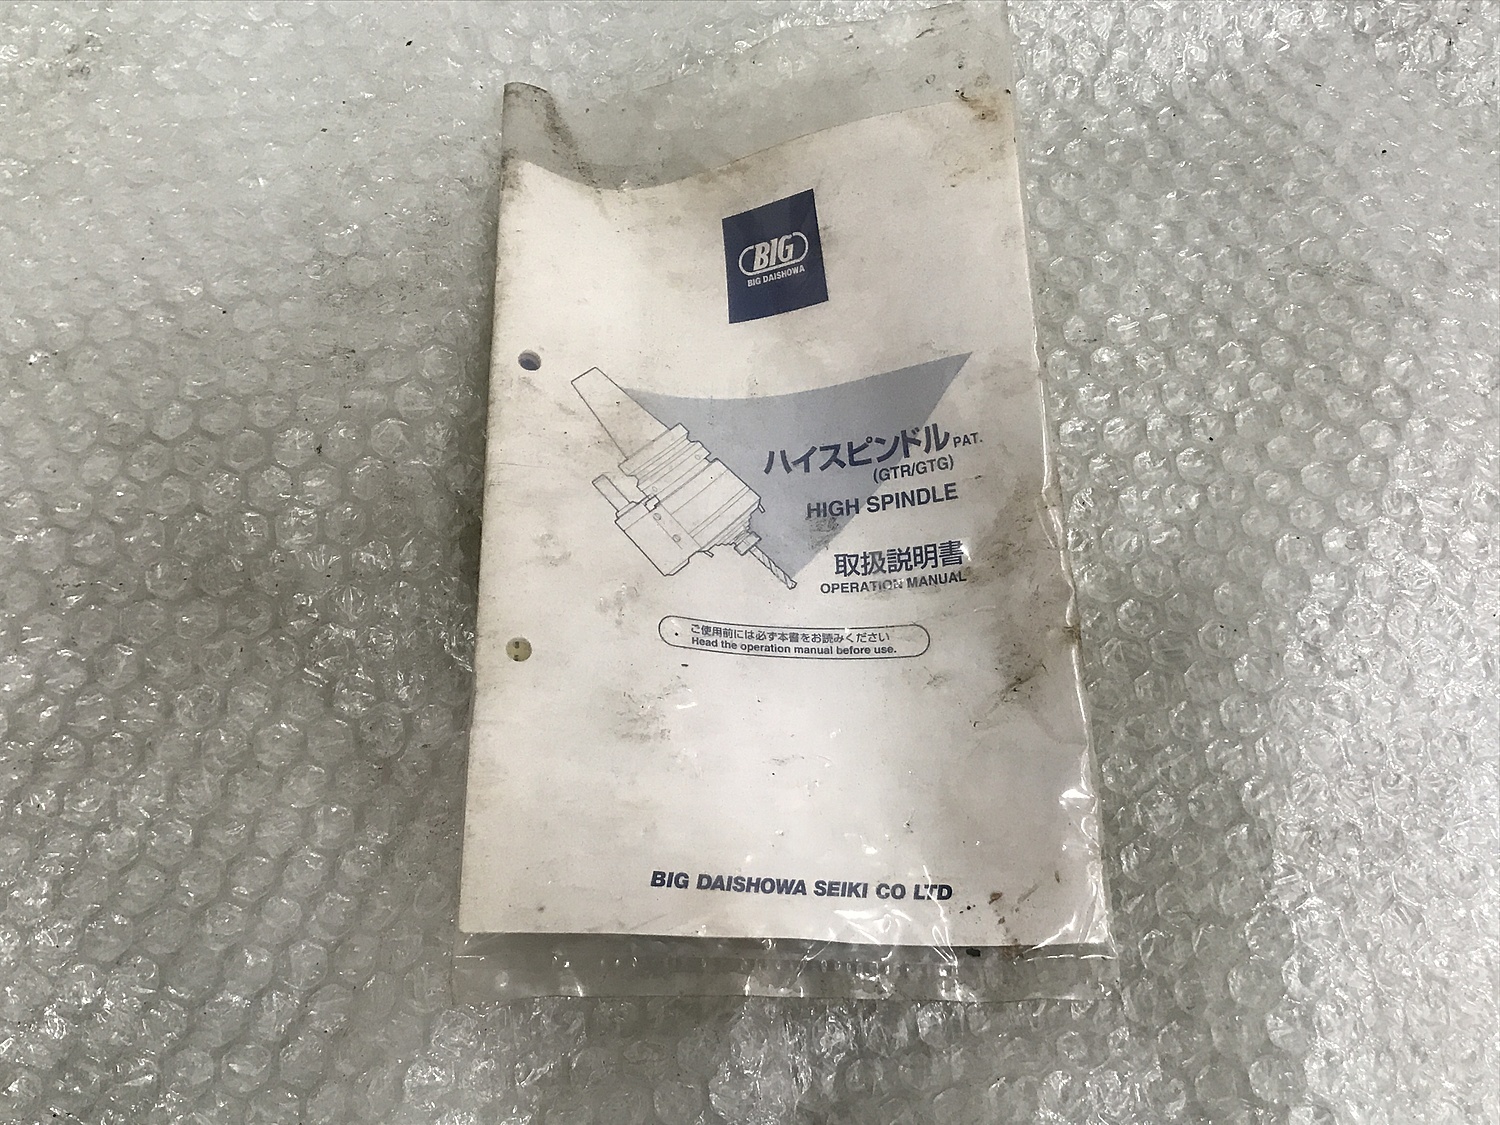 BIG
BIG DAISHOWA
ハイスピンドル PAT.
(GTR/GTG)
HIGH SPINDLE
取扱説明書
OPERATION MANUAL
ご使用前には必ず本書をお読みください
Head the operation manual before use.
BIG DAISHOWA SEIKI CO LTD